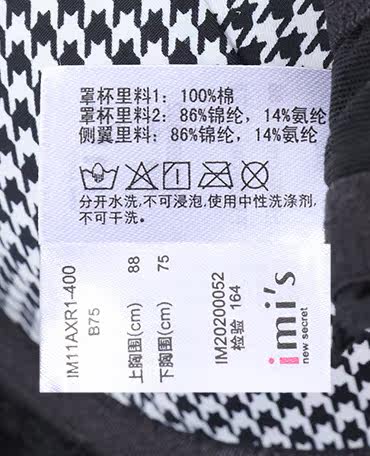 罩杯里料1：100%棉
罩杯里料2：86%锦纶，14%氨纶
侧翼里料：86%锦纶，14%氨纶
分开水洗,不可浸泡,使用中性洗涤剂,
不可干洗。
IM11AXR1-400
B75
上胸围(cm) 88
下胸围(cm) 75
IM20200052
检验 164
imi's
new secret